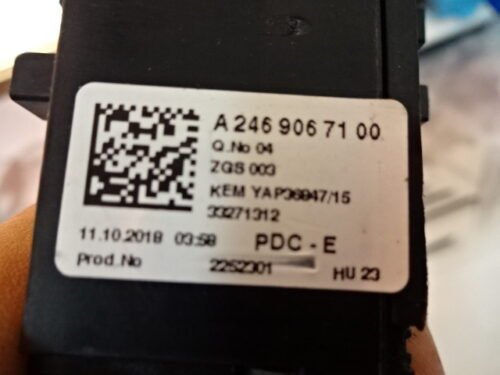 A 246 906 71 00
Q.No 04
ZGS 003
KEM YAP36947/15
33271312
11.10.2018 03:58 PDC - E
Prod.No 2252301 HU 23